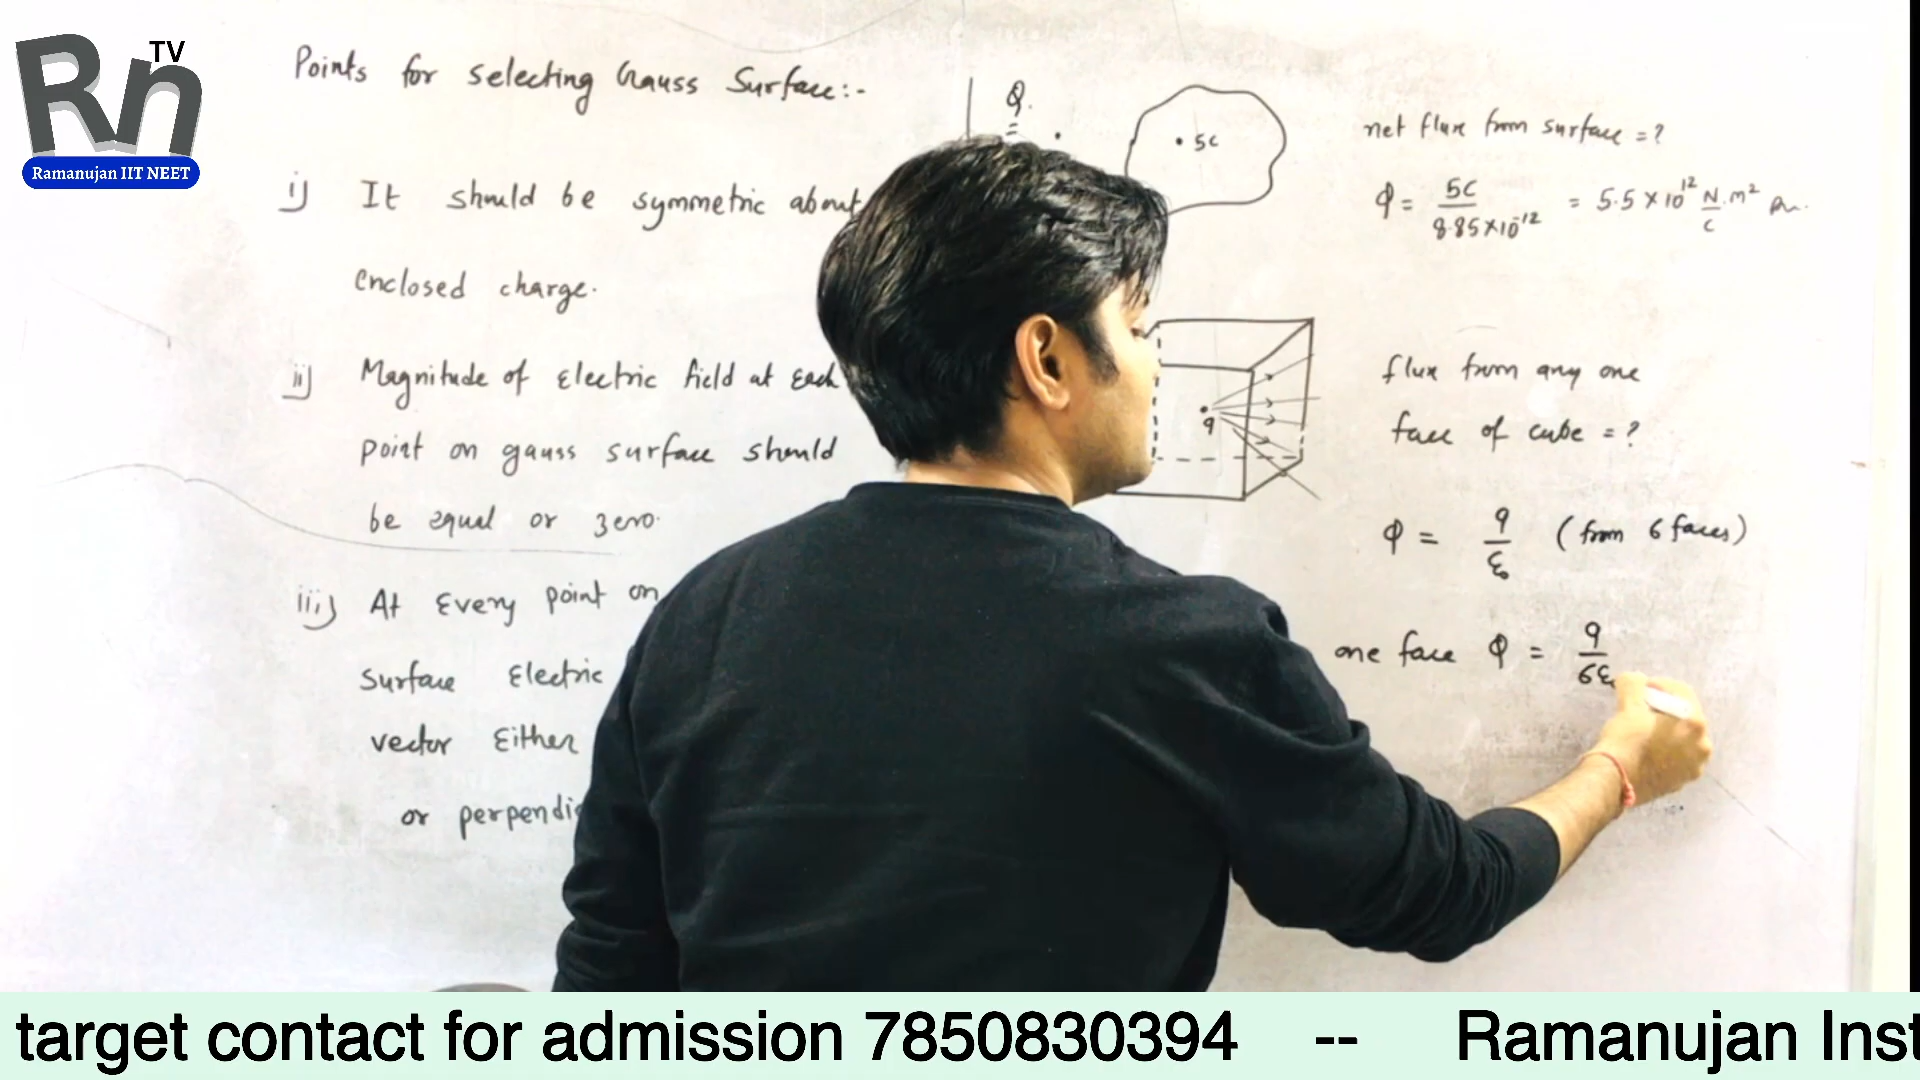 Rn TV
Ramanujan IIT NEET
Points for selecting Gauss Surface:-
i) It should be symmetric about
enclosed charge.
ii) Magnitude of Electric field at Each
point on gauss surface should
be equal or zero.
iii) At Every point on
surface Electric
vector Either
or perpendic
Q.
5C
net flux from surface = ?
φ = 5C / 8.85×10⁻¹² = 5.5 × 10¹² N/C . m²
q
flux from any one
face of cube = ?
φ = q/ε₀ (from 6 faces)
one face φ = q/6ε₀
target contact for admission 7850830394 -- Ramanujan Inst